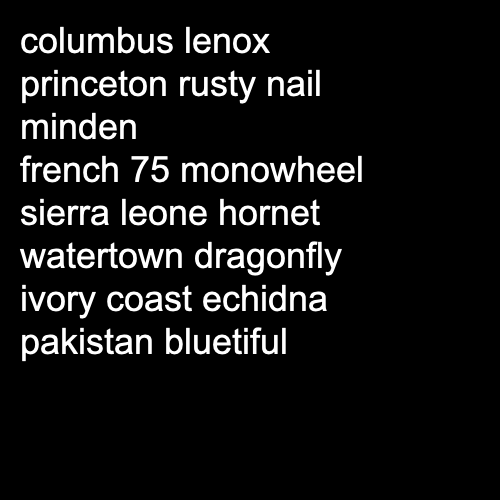 columbus lenox
princeton rusty nail
minden
french 75 monowheel
sierra leone hornet
watertown dragonfly
ivory coast echidna
pakistan bluetiful